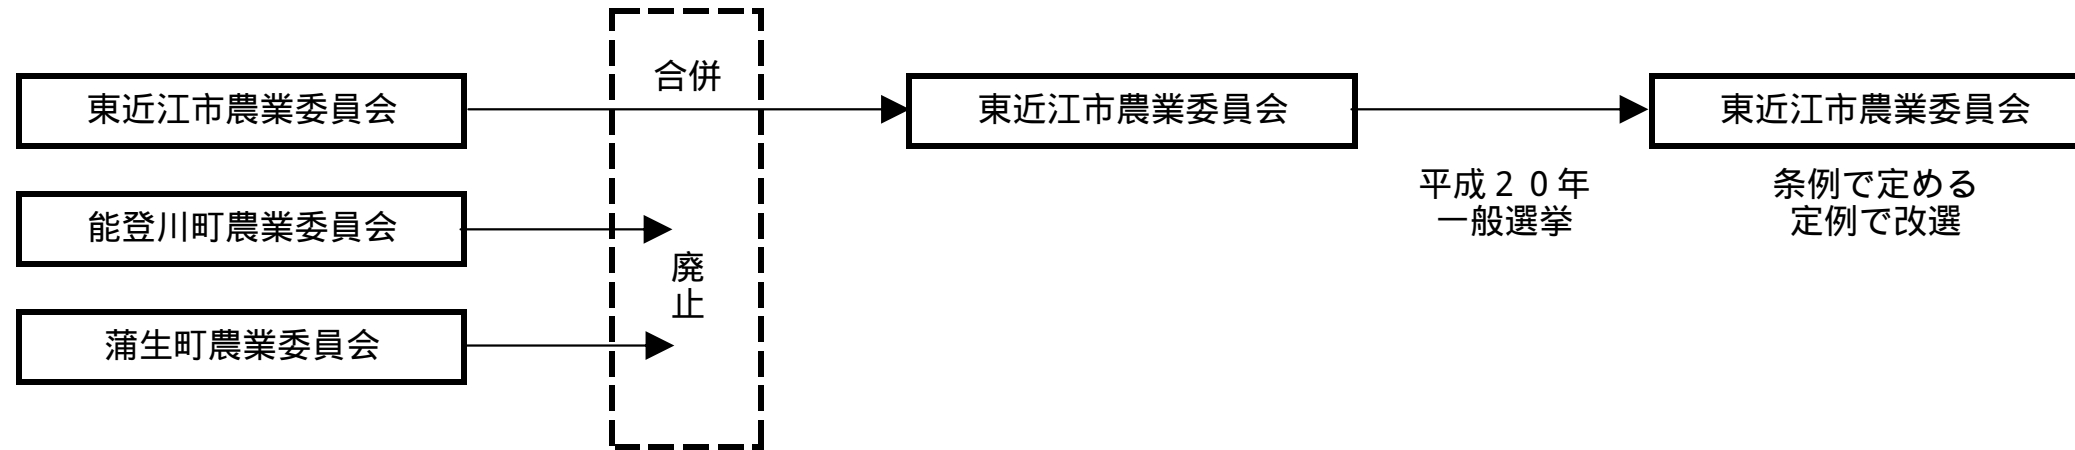 合併
東近江市農業委員会
東近江市農業委員会
東近江市農業委員会
平成２０年
一般選挙
条例で定める
定例で改選
能登川町農業委員会
廃止
蒲生町農業委員会